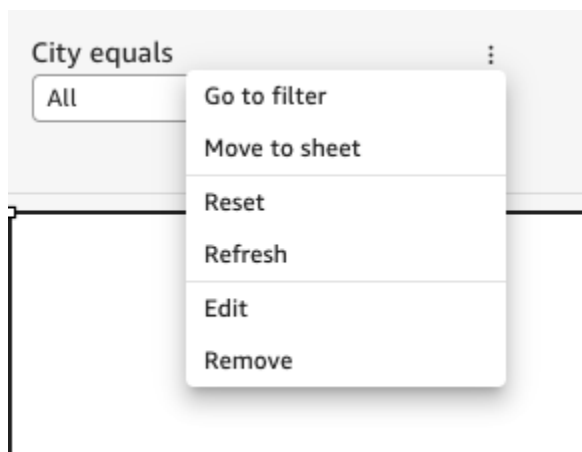 City equals
All
Go to filter
Move to sheet
Reset
Refresh
Edit
Remove